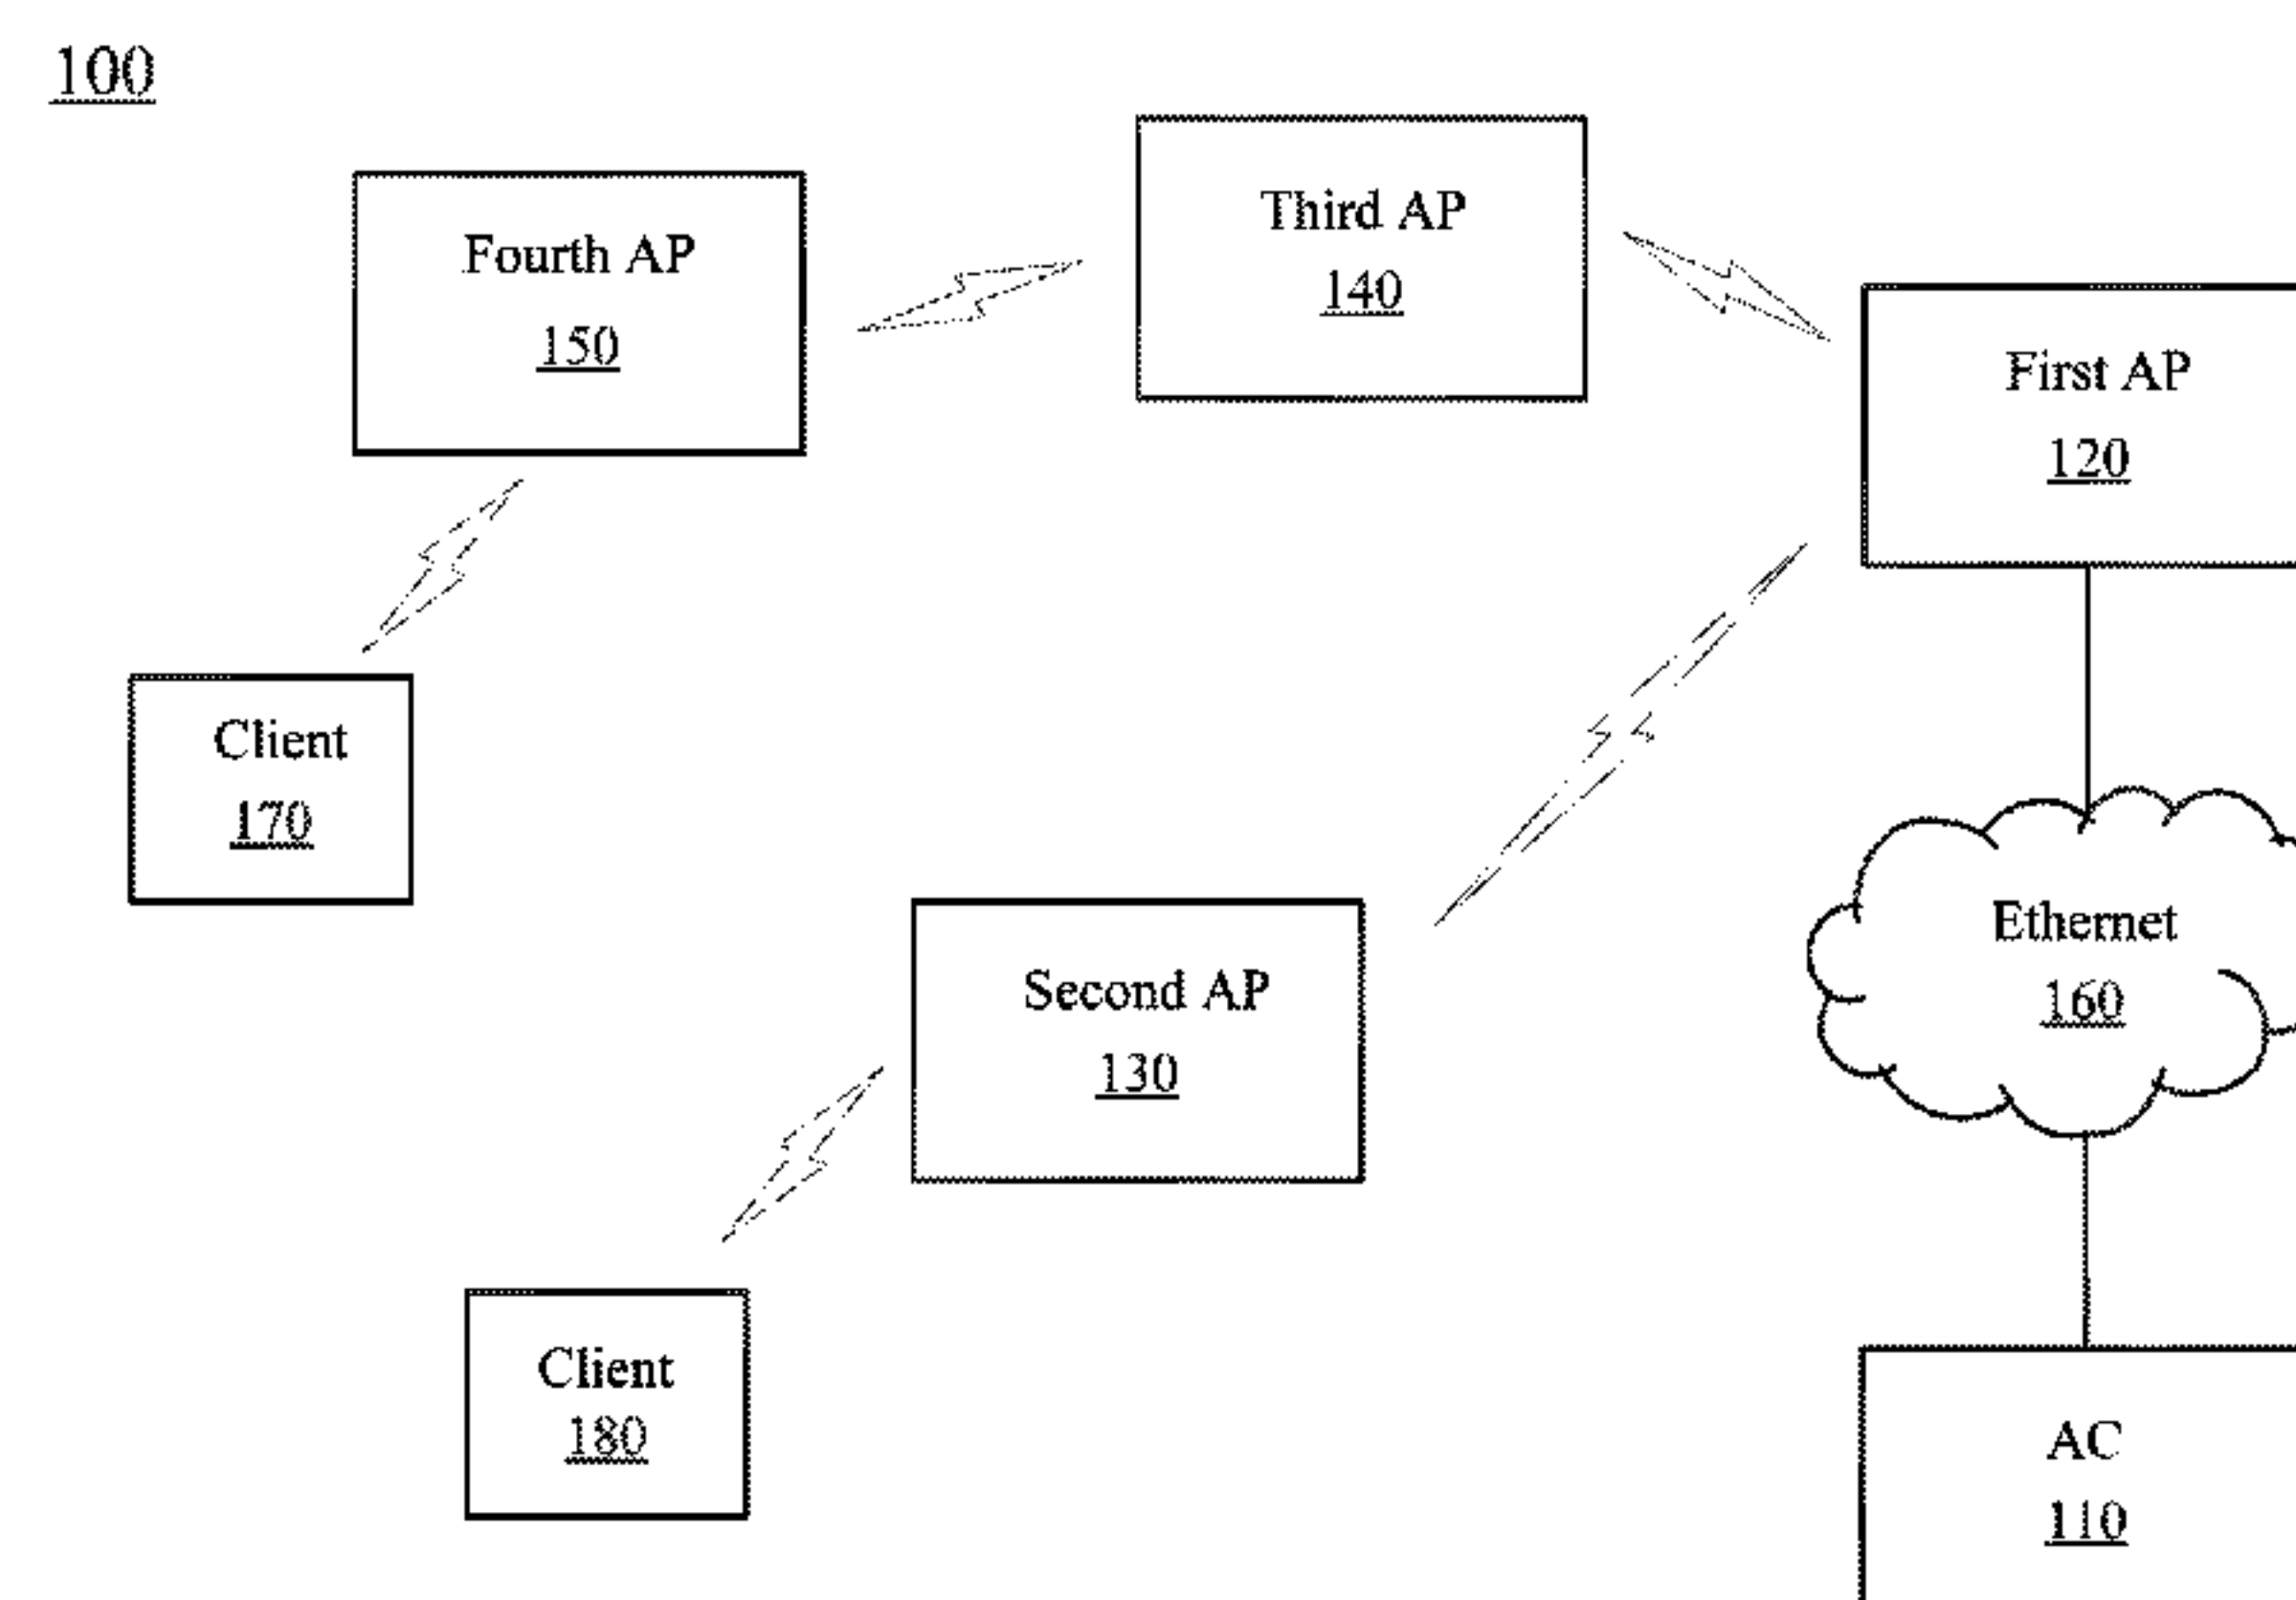 100
Third AP
140
Fourth AP
150
First AP
120
Client
170
Ethernet
160
Second AP
130
Client
180
AC
110